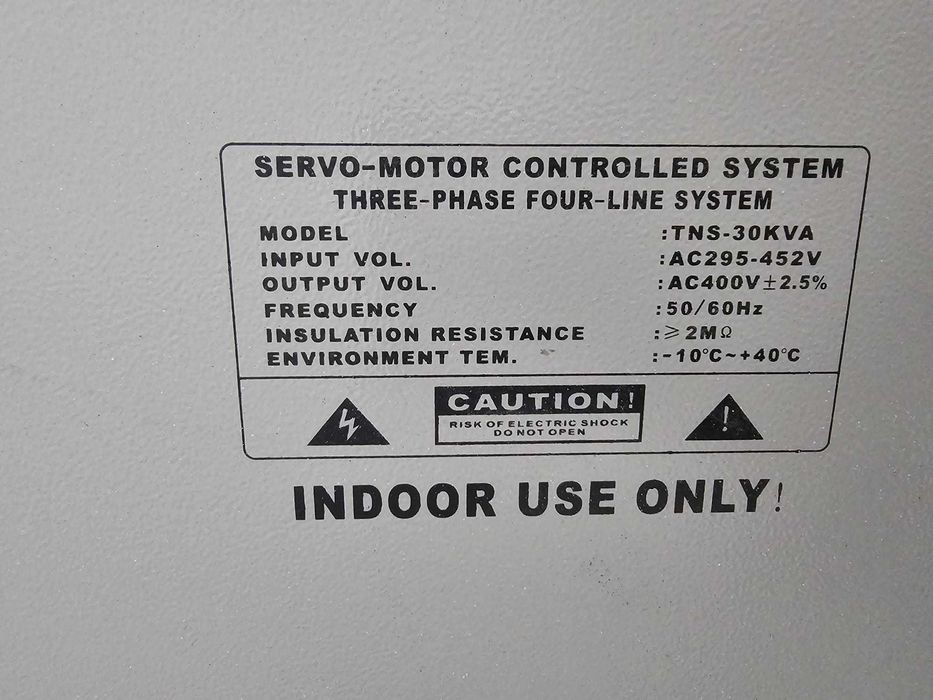 SERVO-MOTOR CONTROLLED SYSTEM
THREE-PHASE FOUR-LINE SYSTEM
MODEL :TNS-30KVA
INPUT VOL. :AC295-452V
OUTPUT VOL. :AC400V±2.5%
FREQUENCY :50/60Hz
INSULATION RESISTANCE :≥2MΩ
ENVIRONMENT TEM. :-10℃~+40℃
CAUTION!
RISK OF ELECTRIC SHOCK
DO NOT OPEN
INDOOR USE ONLY!